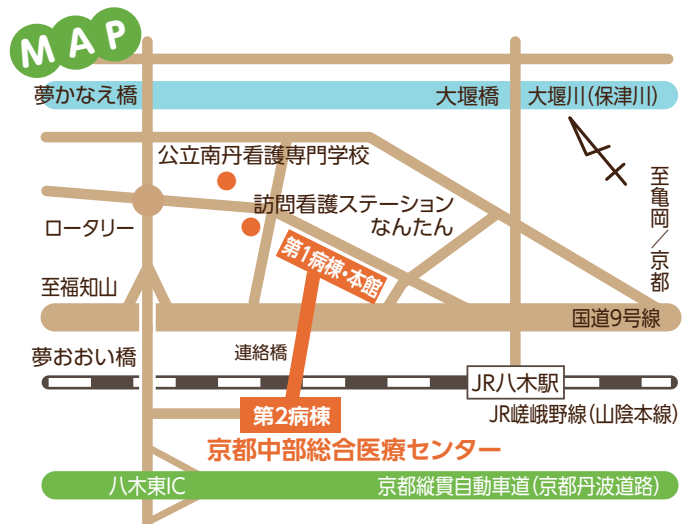 MAP
夢かなえ橋
大堰橋
大堰川(保津川)
公立南丹看護専門学校
至亀岡／京都
訪問看護ステーション
なんたん
ロータリー
第1病棟・本館
至福知山
国道9号線
夢おおい橋
連絡橋
JR八木駅
第2病棟
JR嵯峨野線(山陰本線)
京都中部総合医療センター
八木東IC
京都縦貫自動車道(京都丹波道路)